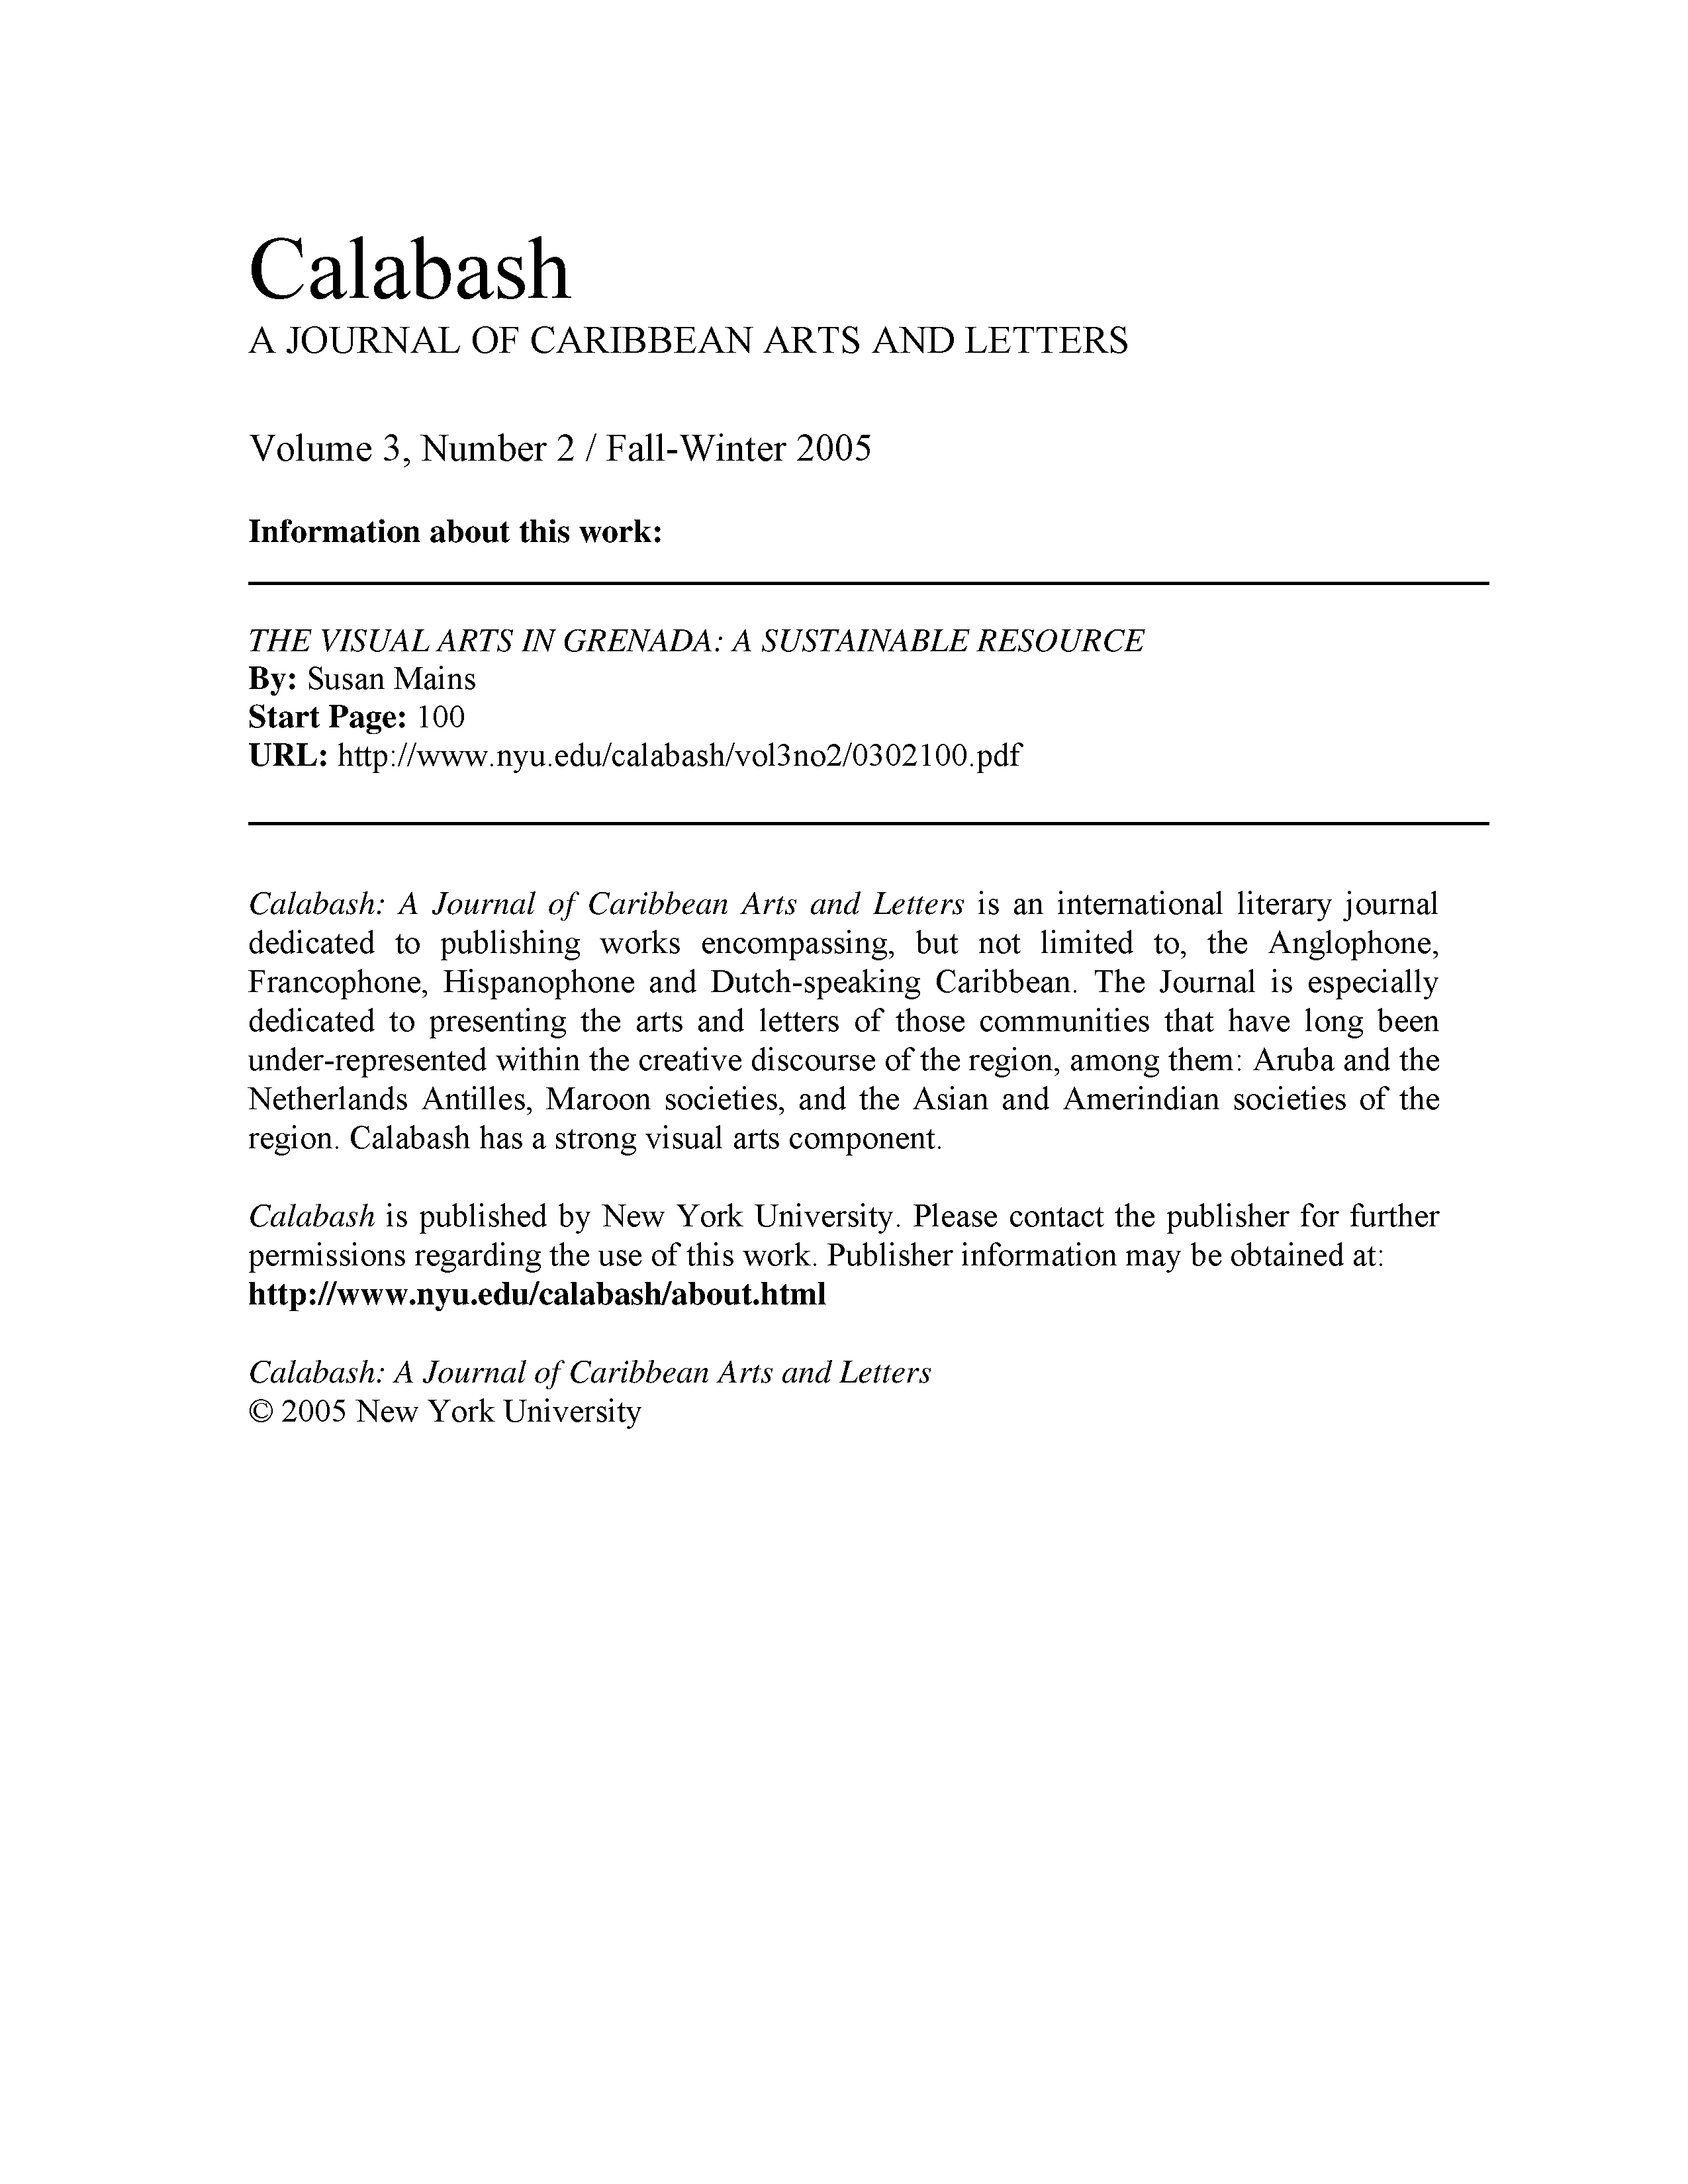 Calabash
A JOURNAL OF CARIBBEAN ARTS AND LETTERS
Volume 3, Number 2 / Fall-Winter 2005
Information about this work:
THE VISUAL ARTS IN GRENADA: A SUSTAINABLE RESOURCE
By: Susan Mains
Start Page: 100
URL: http://www.nyu.edu/calabash/vol3no2/0302100.pdf
Calabash: A Journal of Caribbean Arts and Letters is an international literary journal
dedicated to publishing works encompassing, but not limited to, the Anglophone,
Francophone, Hispanophone and Dutch-speaking Caribbean. The Journal is especially
dedicated to presenting the arts and letters of those communities that have long been
under-represented within the creative discourse of the region, among them: Aruba and the
Netherlands Antilles, Maroon societies, and the Asian and Amerindian societies of the
region. Calabash has a strong visual arts component.
Calabash is published by New York University. Please contact the publisher for further
permissions regarding the use of this work. Publisher information may be obtained at:
http://www.nyu.edu/calabash/about.html
Calabash: A Journal of Caribbean Arts and Letters
© 2005 New York University